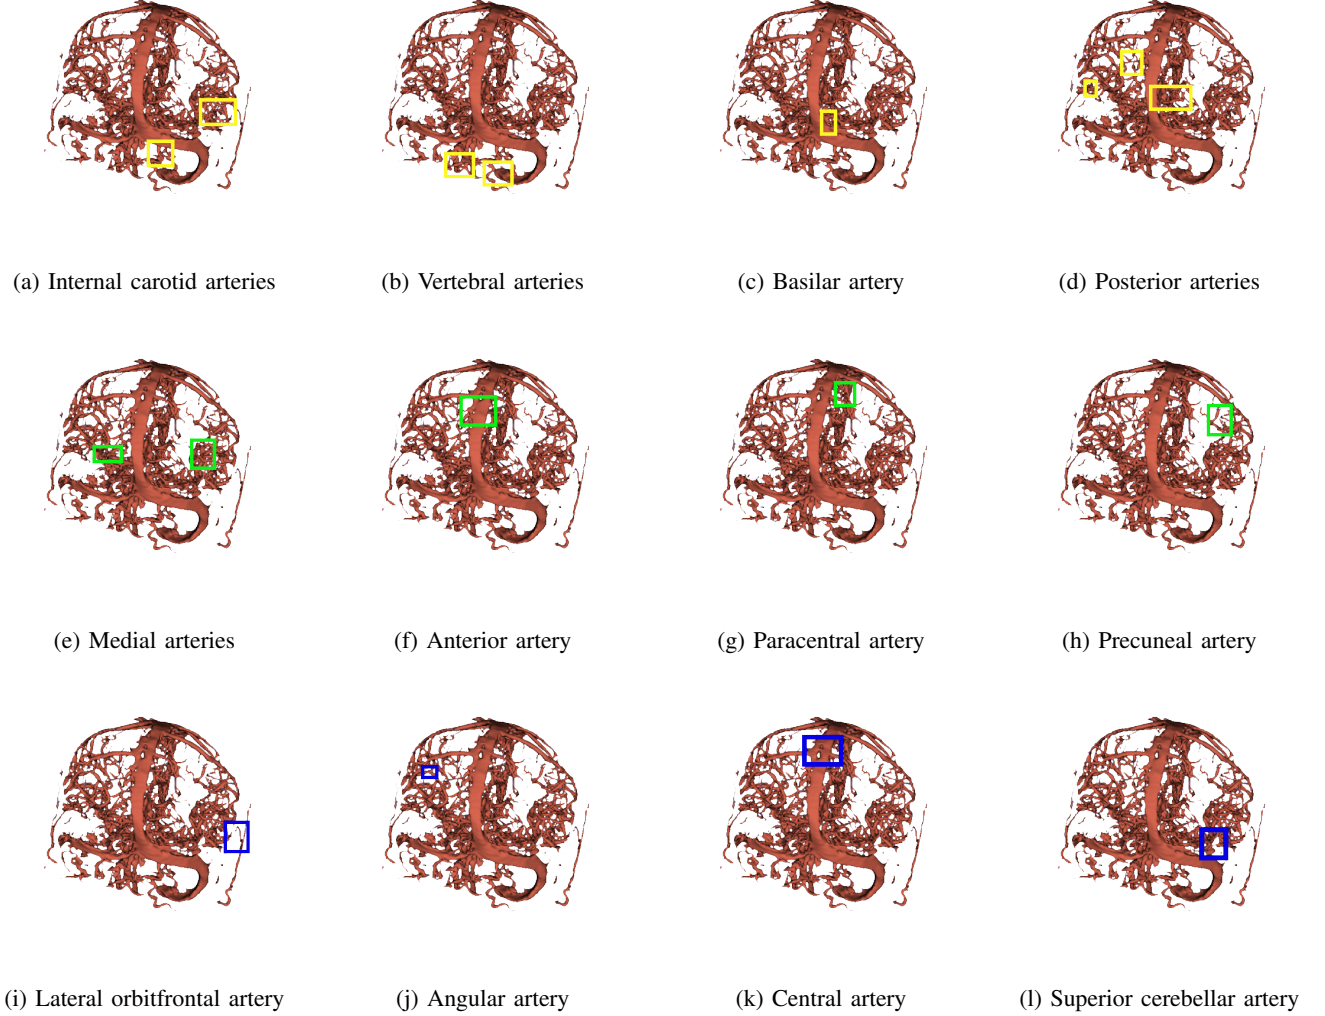 (a) Internal carotid arteries
(b) Vertebral arteries
(c) Basilar artery
(d) Posterior arteries
(e) Medial arteries
(f) Anterior artery
(g) Paracentral artery
(h) Precuneal artery
(i) Lateral orbitfrontal artery
(j) Angular artery
(k) Central artery
(l) Superior cerebellar artery